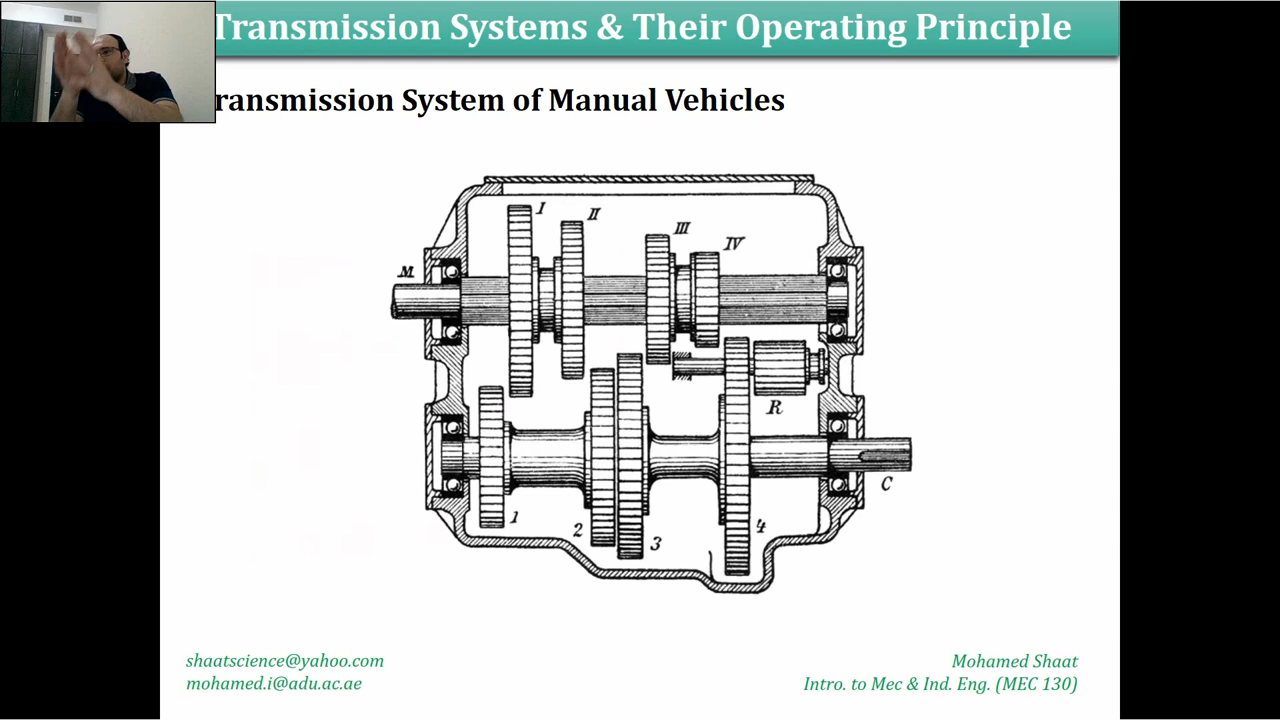 Transmission Systems & Their Operating Principle
ransmission System of Manual Vehicles
I
II
III
IV
M
R
C
1
2
3
4
shaatscience@yahoo.com
mohamed.i@adu.ac.ae
Mohamed Shaat
Intro. to Mec & Ind. Eng. (MEC 130)